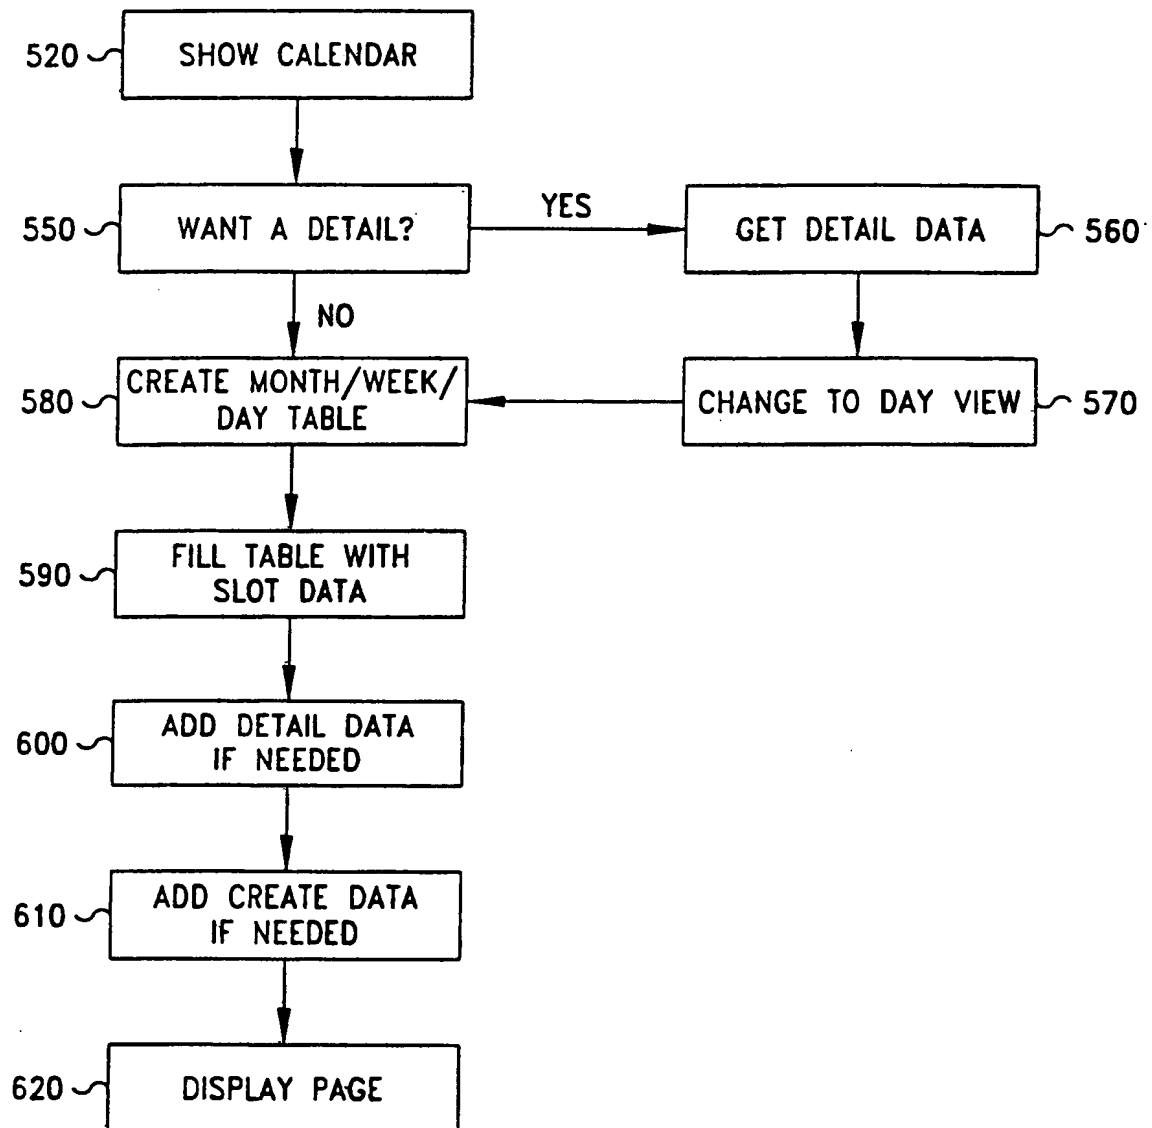 520
SHOW CALENDAR
550
WANT A DETAIL?
YES
GET DETAIL DATA
560
NO
580
CREATE MONTH/WEEK/
DAY TABLE
CHANGE TO DAY VIEW
570
590
FILL TABLE WITH
SLOT DATA
600
ADD DETAIL DATA
IF NEEDED
610
ADD CREATE DATA
IF NEEDED
620
DISPLAY PAGE